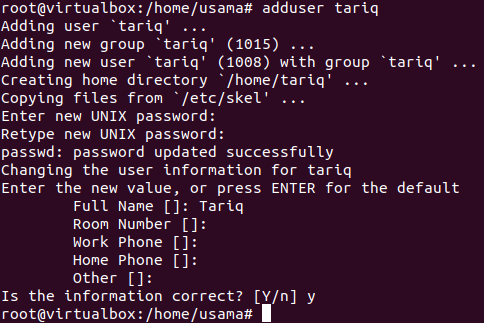 root@virtualbox:/home/usama# adduser tariq
Adding user `tariq' ...
Adding new group `tariq' (1015) ...
Adding new user `tariq' (1008) with group `tariq' ...
Creating home directory `/home/tariq' ...
Copying files from `/etc/skel' ...
Enter new UNIX password:
Retype new UNIX password:
passwd: password updated successfully
Changing the user information for tariq
Enter the new value, or press ENTER for the default
        Full Name []: Tariq
        Room Number []:
        Work Phone []:
        Home Phone []:
        Other []:
Is the information correct? [Y/n] y
root@virtualbox:/home/usama#